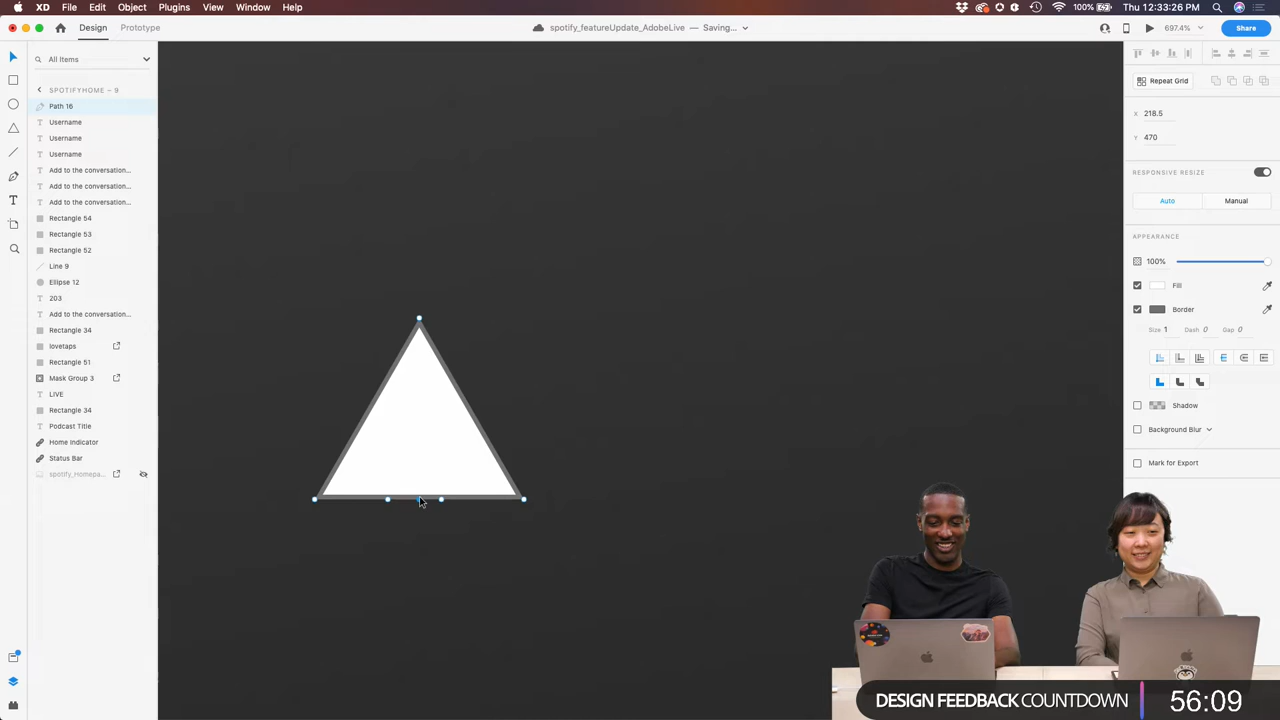 XD File Edit Object Plugins View Window Help
100% Thu 12:33:26 PM
Design Prototype
spotify_featureUpdate_AdobeLive — Saving...
697.4%
Share
All Items
SPOTIFYHOME – 9
Path 16
Username
Username
Username
Add to the conversation...
Add to the conversation...
Add to the conversation...
Rectangle 54
Rectangle 53
Rectangle 52
Line 9
Ellipse 12
203
Add to the conversation...
Rectangle 34
lovetaps
Rectangle 51
Mask Group 3
LIVE
Rectangle 34
Podcast Title
Home Indicator
Status Bar
spotify_Homepa...
Repeat Grid
X 218.5
Y 470
RESPONSIVE RESIZE
Auto Manual
APPEARANCE
100%
Fill
Border
Size 1 Dash 0 Gap 0
Shadow
Background Blur
Mark for Export
DESIGN FEEDBACK COUNTDOWN 56:09